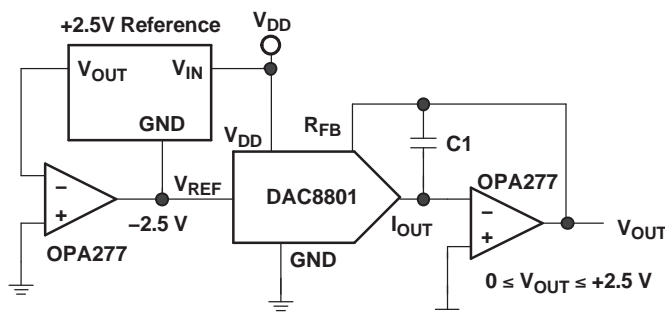 +2.5V Reference
VDD
VOUT
VIN
GND
VDD
RFB
C1
−
+
OPA277
VREF
−2.5 V
DAC8801
IOUT
GND
OPA277
−
+
VOUT
0 ≤ VOUT ≤ +2.5 V